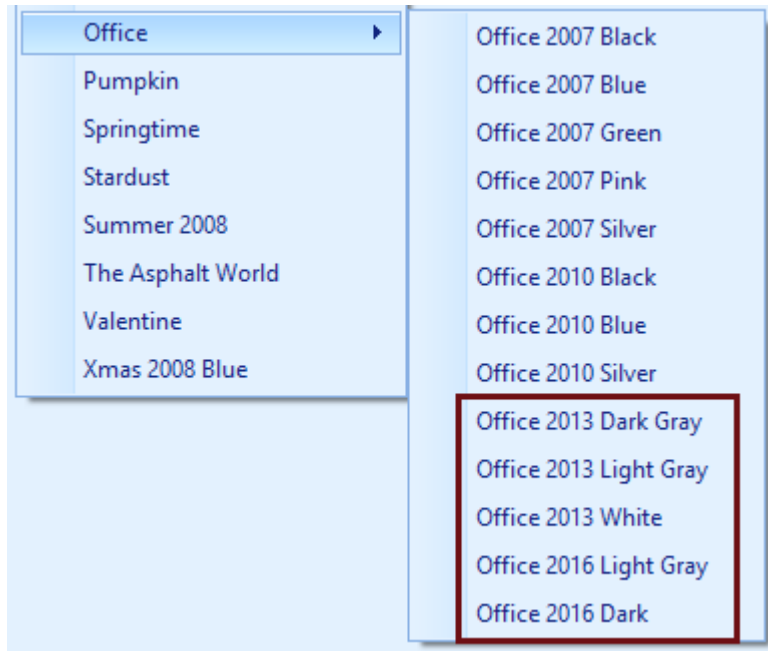 Office
Pumpkin
Springtime
Stardust
Summer 2008
The Asphalt World
Valentine
Xmas 2008 Blue
Office 2007 Black
Office 2007 Blue
Office 2007 Green
Office 2007 Pink
Office 2007 Silver
Office 2010 Black
Office 2010 Blue
Office 2010 Silver
Office 2013 Dark Gray
Office 2013 Light Gray
Office 2013 White
Office 2016 Light Gray
Office 2016 Dark